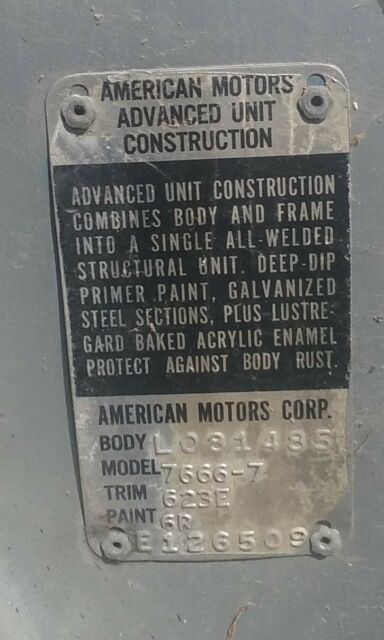 AMERICAN MOTORS
ADVANCED UNIT
CONSTRUCTION
ADVANCED UNIT CONSTRUCTION
COMBINES BODY AND FRAME
INTO A SINGLE ALL-WELDED
STRUCTURAL UNIT. DEEP-DIP
PRIMER PAINT, GALVANIZED
STEEL SECTIONS, PLUS LUSTRE-
GARD BAKED ACRYLIC ENAMEL
PROTECT AGAINST BODY RUST.
AMERICAN MOTORS CORP.
BODY L031485
MODEL 7666-7
TRIM 623E
PAINT 6R
E126509